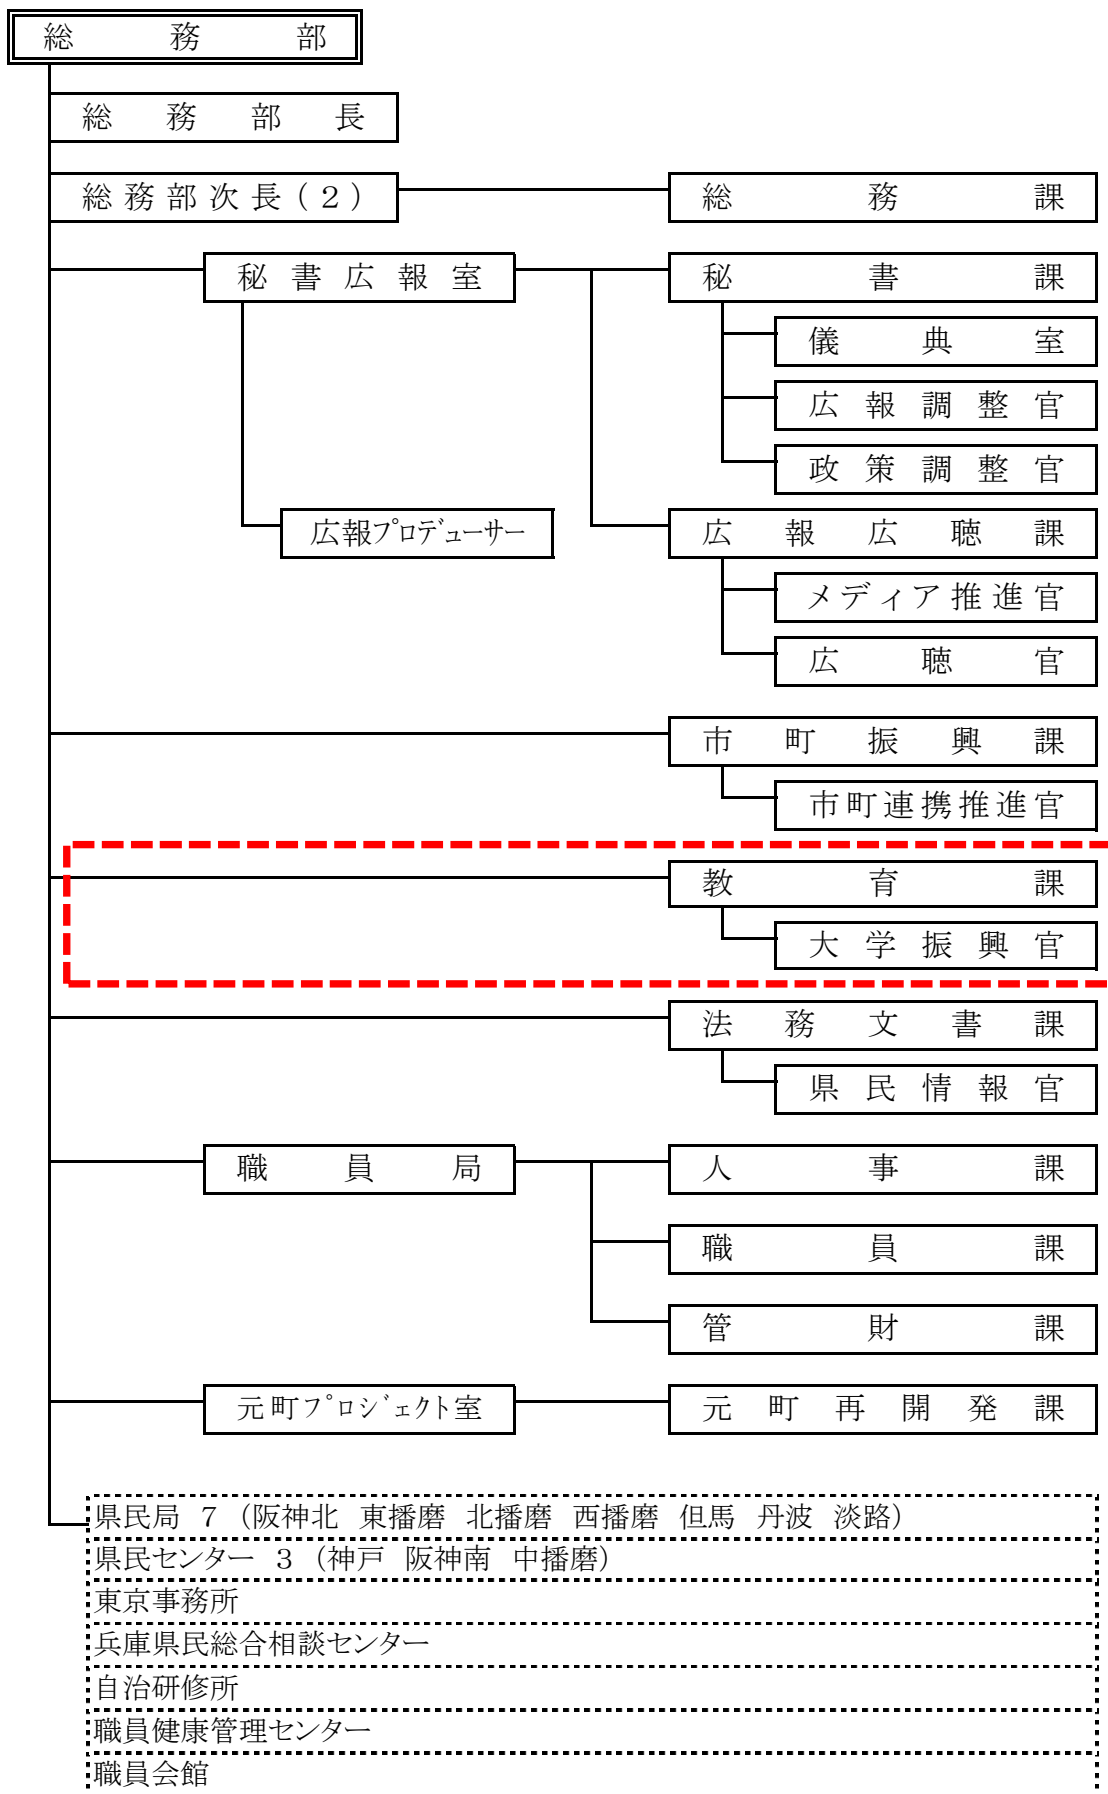 総務部
総務部長
総務部次長(２)
総務課
秘書広報室
秘書課
儀典室
広報調整官
政策調整官
広報プロデューサー
広報広聴課
メディア推進官
広聴官
市町振興課
市町連携推進官
教育課
大学振興官
法務文書課
県民情報官
職員局
人事課
職員課
管財課
元町プロジェクト室
元町再開発課
県民局 ７（阪神北 東播磨 北播磨 西播磨 但馬 丹波 淡路）
県民センター ３（神戸 阪神南 中播磨）
東京事務所
兵庫県民総合相談センター
自治研修所
職員健康管理センター
職員会館